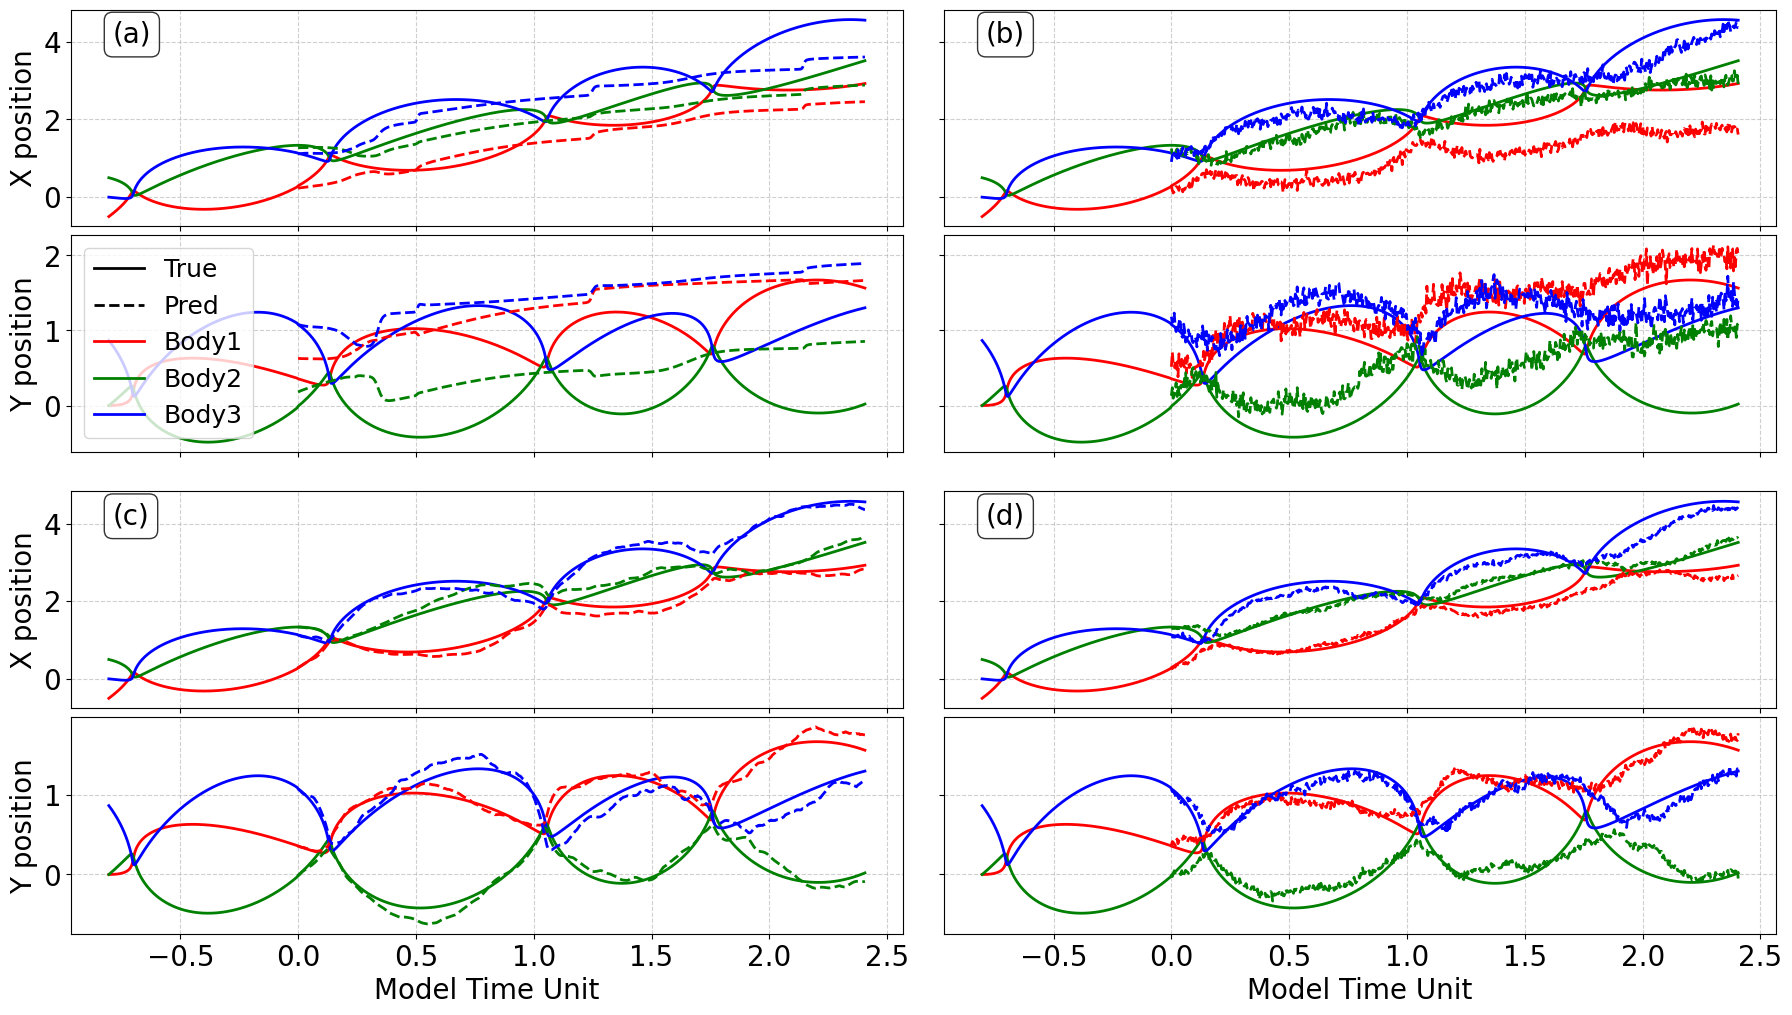 (a)
X position
4
2
0
(b)
Y position
2
1
0
True
Pred
Body1
Body2
Body3
(c)
X position
4
2
0
(d)
Y position
1
0
−0.5 0.0 0.5 1.0 1.5 2.0 2.5
Model Time Unit
−0.5 0.0 0.5 1.0 1.5 2.0 2.5
Model Time Unit